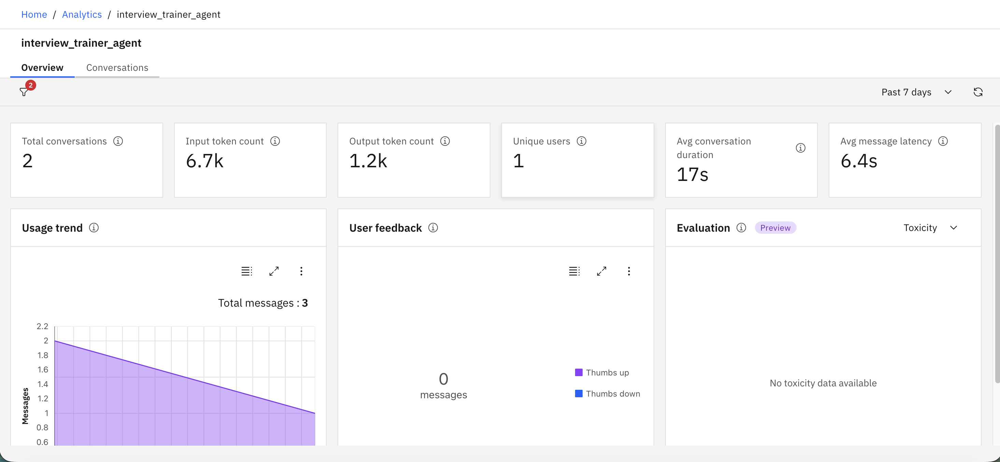 Home / Analytics / interview_trainer_agent
interview_trainer_agent
Overview Conversations
2
Past 7 days
Total conversations
2
Input token count
6.7k
Output token count
1.2k
Unique users
1
Avg conversation
duration
17s
Avg message latency
6.4s
Usage trend
Total messages : 3
Messages
2.2
2
1.8
1.6
1.4
1.2
1
0.8
0.6
User feedback
0
messages
Thumbs up
Thumbs down
Evaluation Preview Toxicity
No toxicity data available